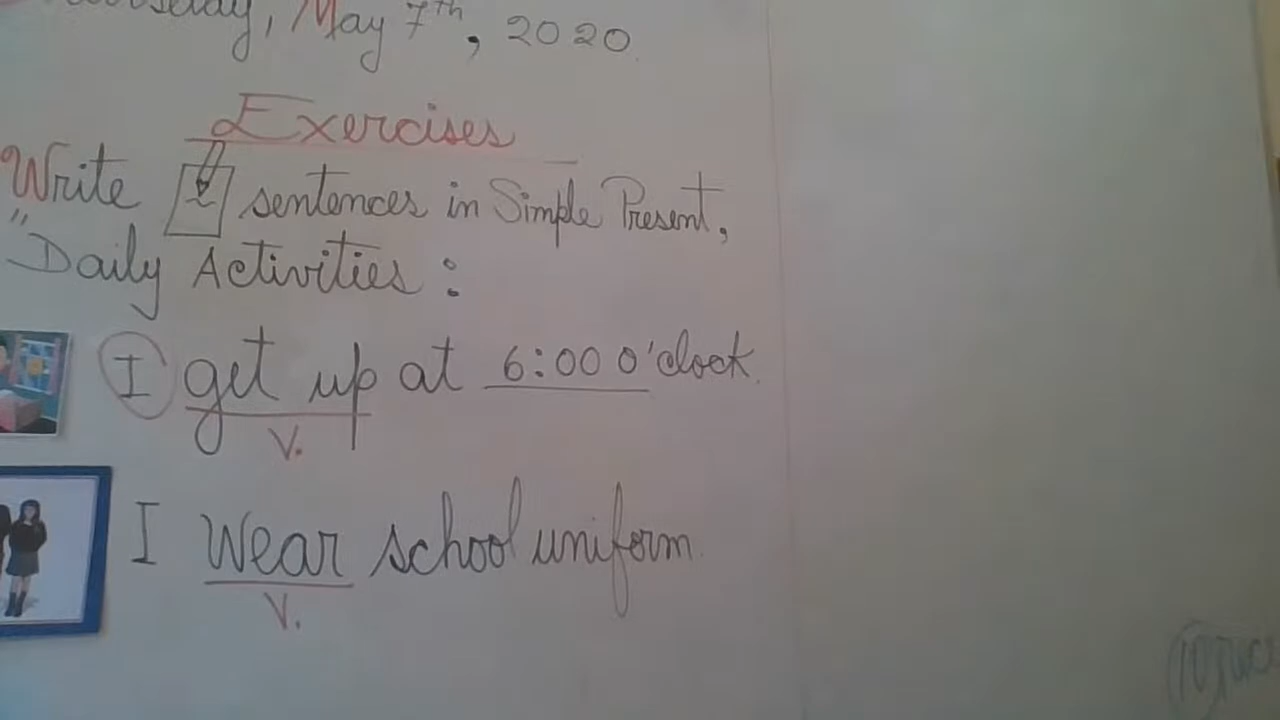 May 7th, 2020.
Exercises
Write sentences in Simple Present,
"Daily Activities:
I get up at 6:00 o'clock.
V.
I wear school uniform.
V.